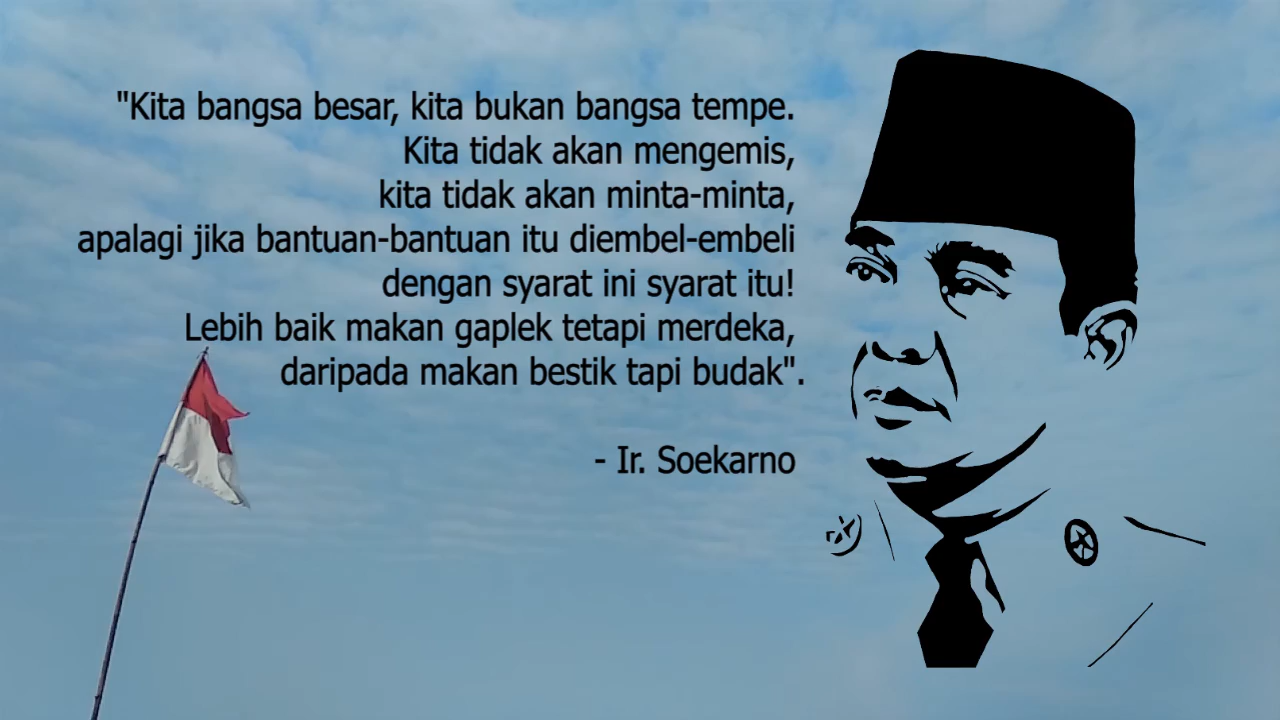 "Kita bangsa besar, kita bukan bangsa tempe.
Kita tidak akan mengemis,
kita tidak akan minta-minta,
apalagi jika bantuan-bantuan itu diembel-embeli
dengan syarat ini syarat itu!
Lebih baik makan gaplek tetapi merdeka,
daripada makan bestik tapi budak".
- Ir. Soekarno